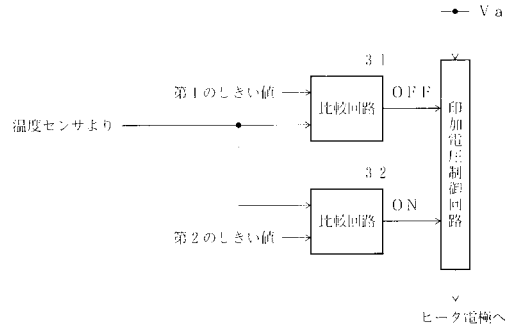 Ｖａ
３１
第１のしきい値
ＯＦＦ
比較回路
温度センサより
印加電圧制御回路
３２
ＯＮ
比較回路
第２のしきい値
ヒータ電極へ